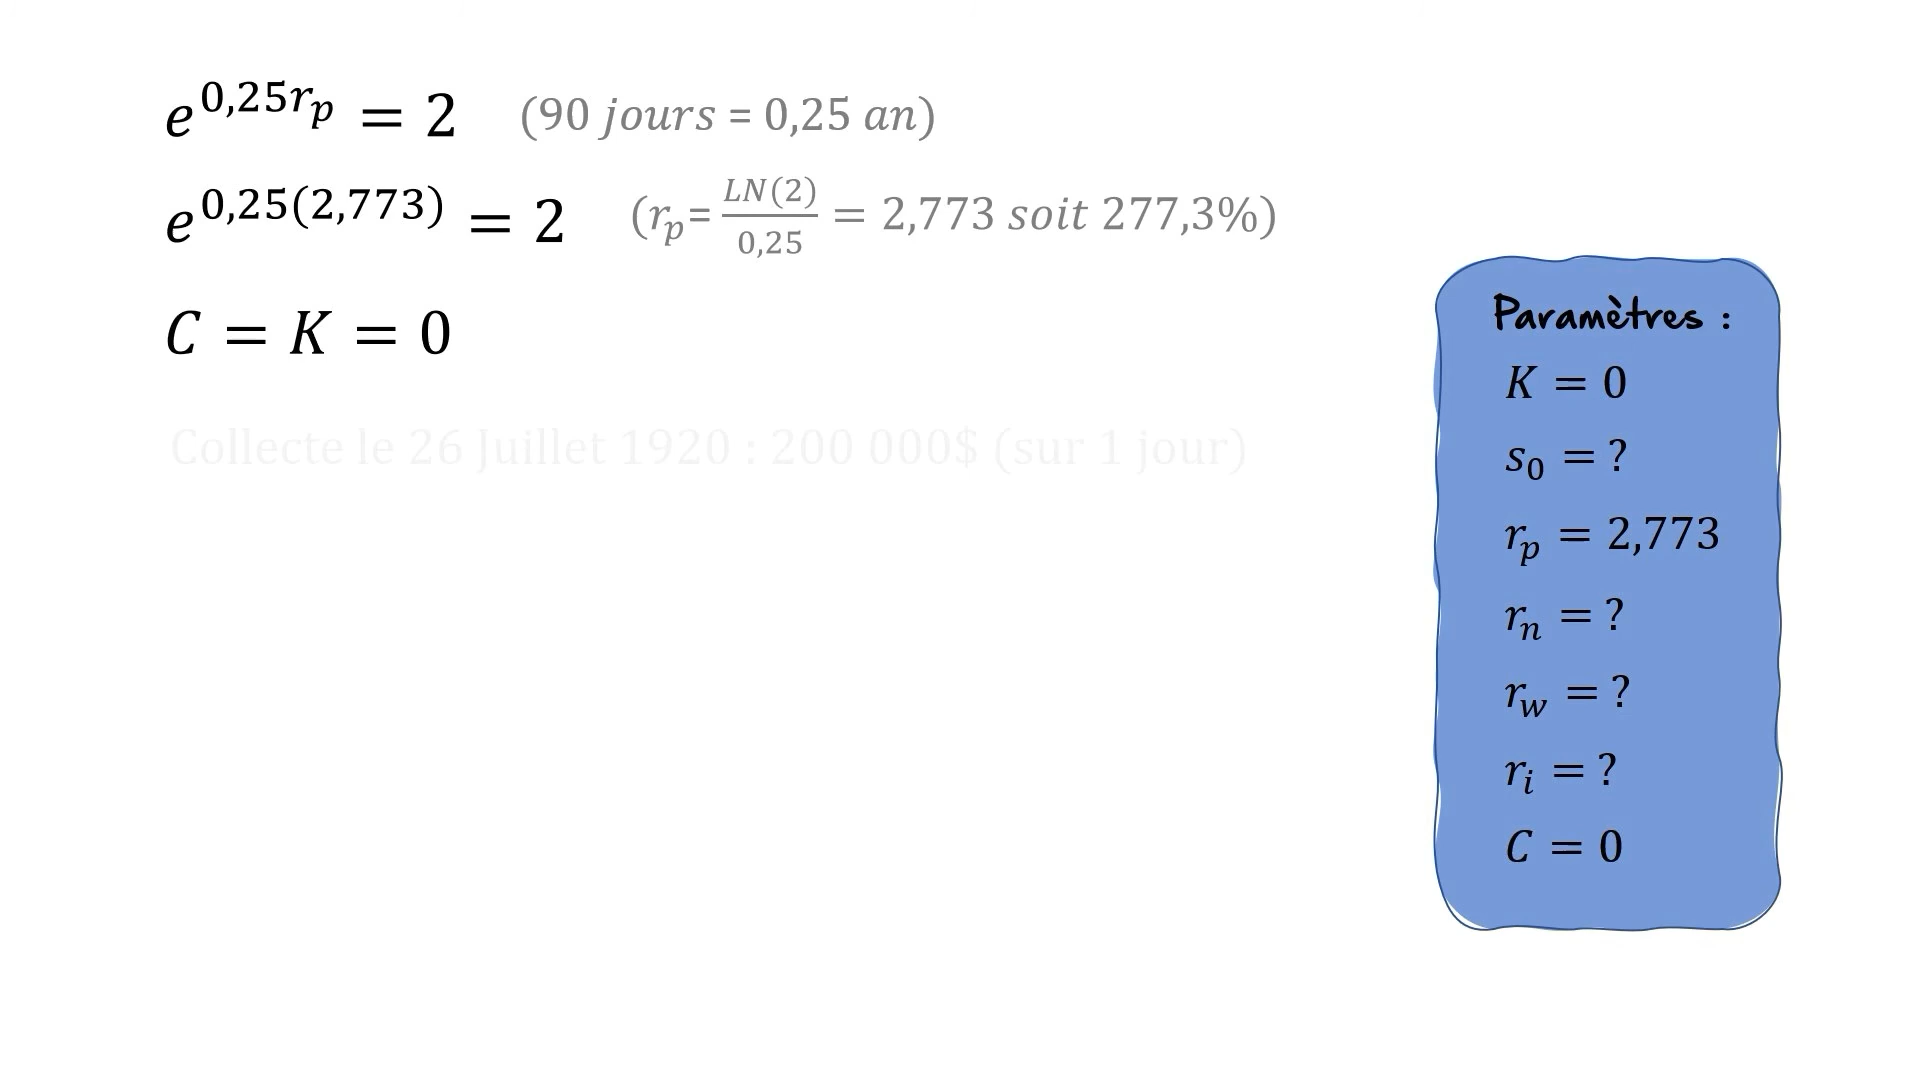 e^{0,25r_p} = 2 (90 jours = 0,25 an)
e^{0,25(2,773)} = 2 (r_p= \frac{LN(2)}{0,25} = 2,773 soit 277,3%)
C = K = 0
Collecte le 26 Juillet 1920 : 200 000$ (sur 1 jour)
Paramètres :
K = 0
s_0 = ?
r_p = 2,773
r_n = ?
r_w = ?
r_i = ?
C = 0